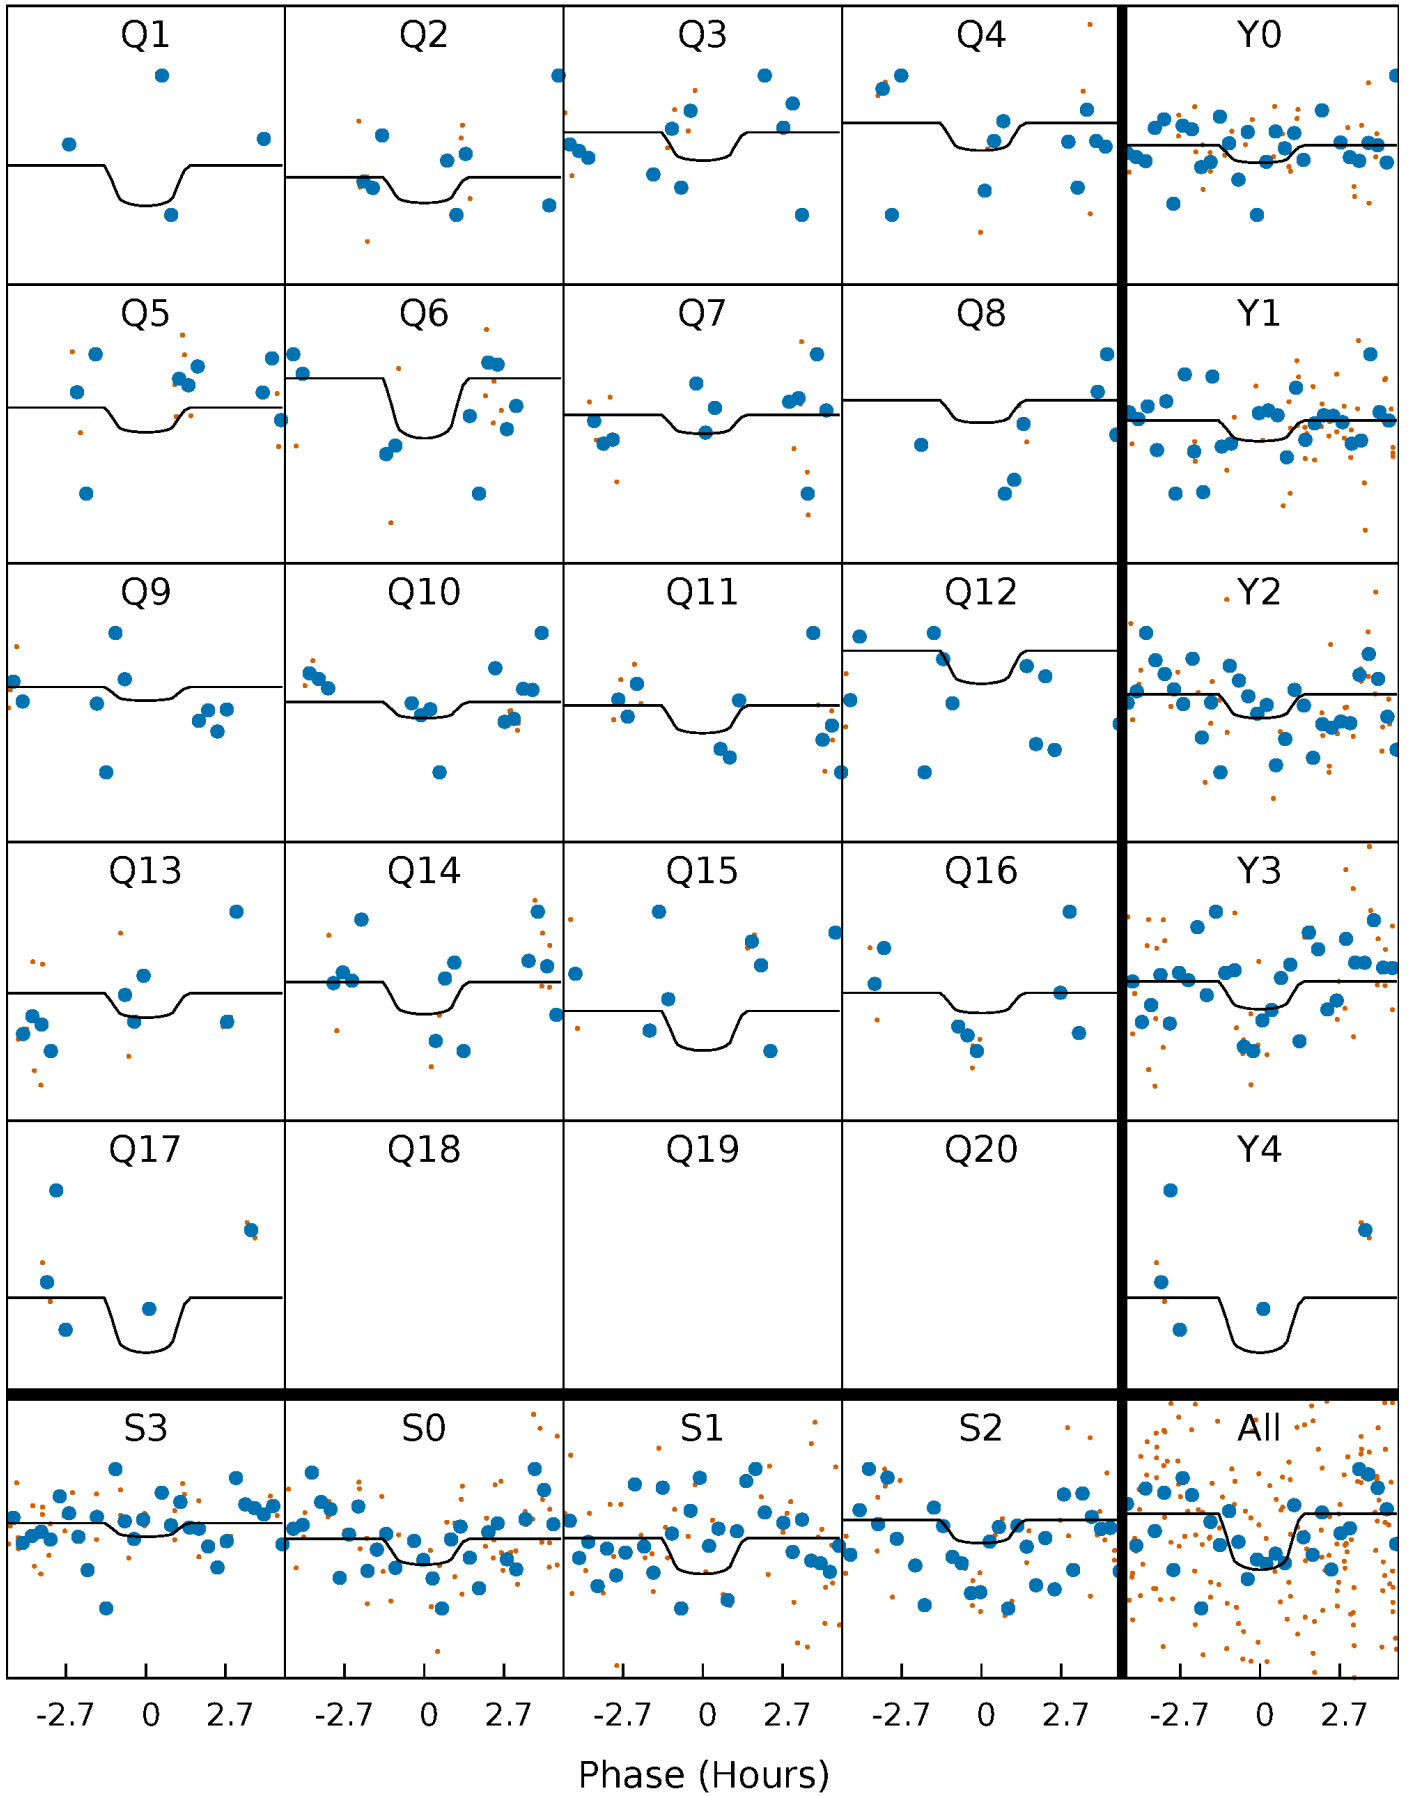 Q1 Q2 Q3 Q4 Y0
Q5 Q6 Q7 Q8 Y1
Q9 Q10 Q11 Q12 Y2
Q13 Q14 Q15 Q16 Y3
Q17 Q18 Q19 Q20 Y4
S3 S0 S1 S2 All
-2.7 0 2.7 -2.7 0 2.7 -2.7 0 2.7 -2.7 0 2.7 -2.7 0 2.7
Phase (Hours)